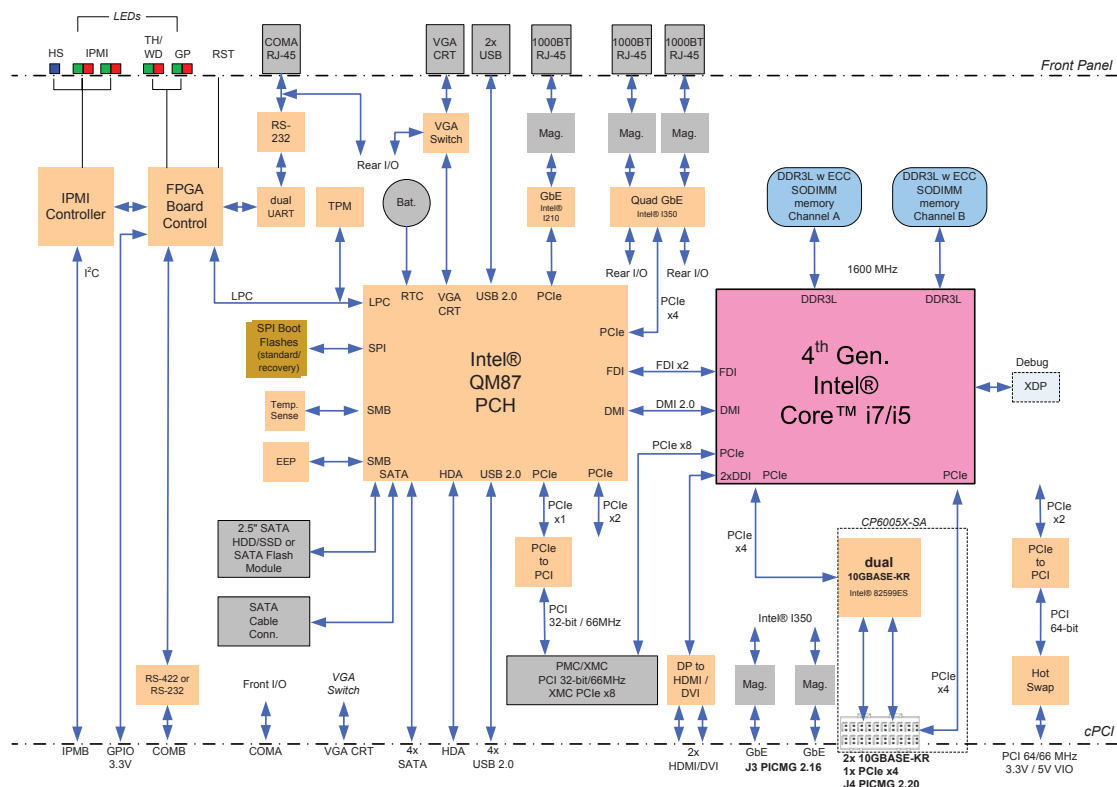 LEDs
HS
IPMI
TH/
WD
GP
RST
COMA
RJ-45
VGA
CRT
2x
USB
1000BT
RJ-45
1000BT
RJ-45
1000BT
RJ-45
Front Panel
RS-
232
VGA
Switch
Rear I/O
Mag.
Mag.
Mag.
IPMI
Controller
FPGA
Board
Control
dual
UART
TPM
Bat.
GbE
Intel®
I210
Quad GbE
Intel® I350
DDR3L w ECC
SODIMM
memory
Channel A
DDR3L w ECC
SODIMM
memory
Channel B
I²C
Rear I/O
Rear I/O
1600 MHz
LPC
LPC
RTC
VGA
CRT
USB 2.0
PCIe
PCIe
x4
DDR3L
DDR3L
PCIe
SPI Boot
Flashes
(standard/
recovery)
SPI
Intel®
QM87
PCH
FDI
FDI x2
FDI
4th Gen.
Intel®
Core™ i7/i5
Debug
XDP
Temp.
Sense
SMB
DMI
DMI 2.0
DMI
EEP
SMB
SATA
HDA
USB 2.0
PCIe
PCIe
PCIe x8
PCIe
2xDDI
PCIe
PCIe
2.5" SATA
HDD/SSD or
SATA Flash
Module
PCIe
x1
PCIe
x2
PCIe
x4
CP6005X-SA
PCIe
x2
PCIe
to
PCI
dual
10GBASE-KR
Intel® 82599ES
PCIe
to
PCI
SATA
Cable
Conn.
PCI
32-bit / 66MHz
Intel® I350
PCI
64-bit
RS-422 or
RS-232
Front I/O
VGA
Switch
PMC/XMC
PCI 32-bit/66MHz
XMC PCIe x8
DP to
HDMI /
DVI
Mag.
Mag.
PCIe
x4
Hot
Swap
cPCI
IPMB
GPIO
3.3V
COMB
COMA
VGA CRT
4x
SATA
HDA
4x
USB 2.0
2x
HDMI/DVI
GbE
GbE
J3 PICMG 2.16
2x 10GBASE-KR
1x PCIe x4
J4 PICMG 2.20
PCI 64/66 MHz
3.3V / 5V VIO